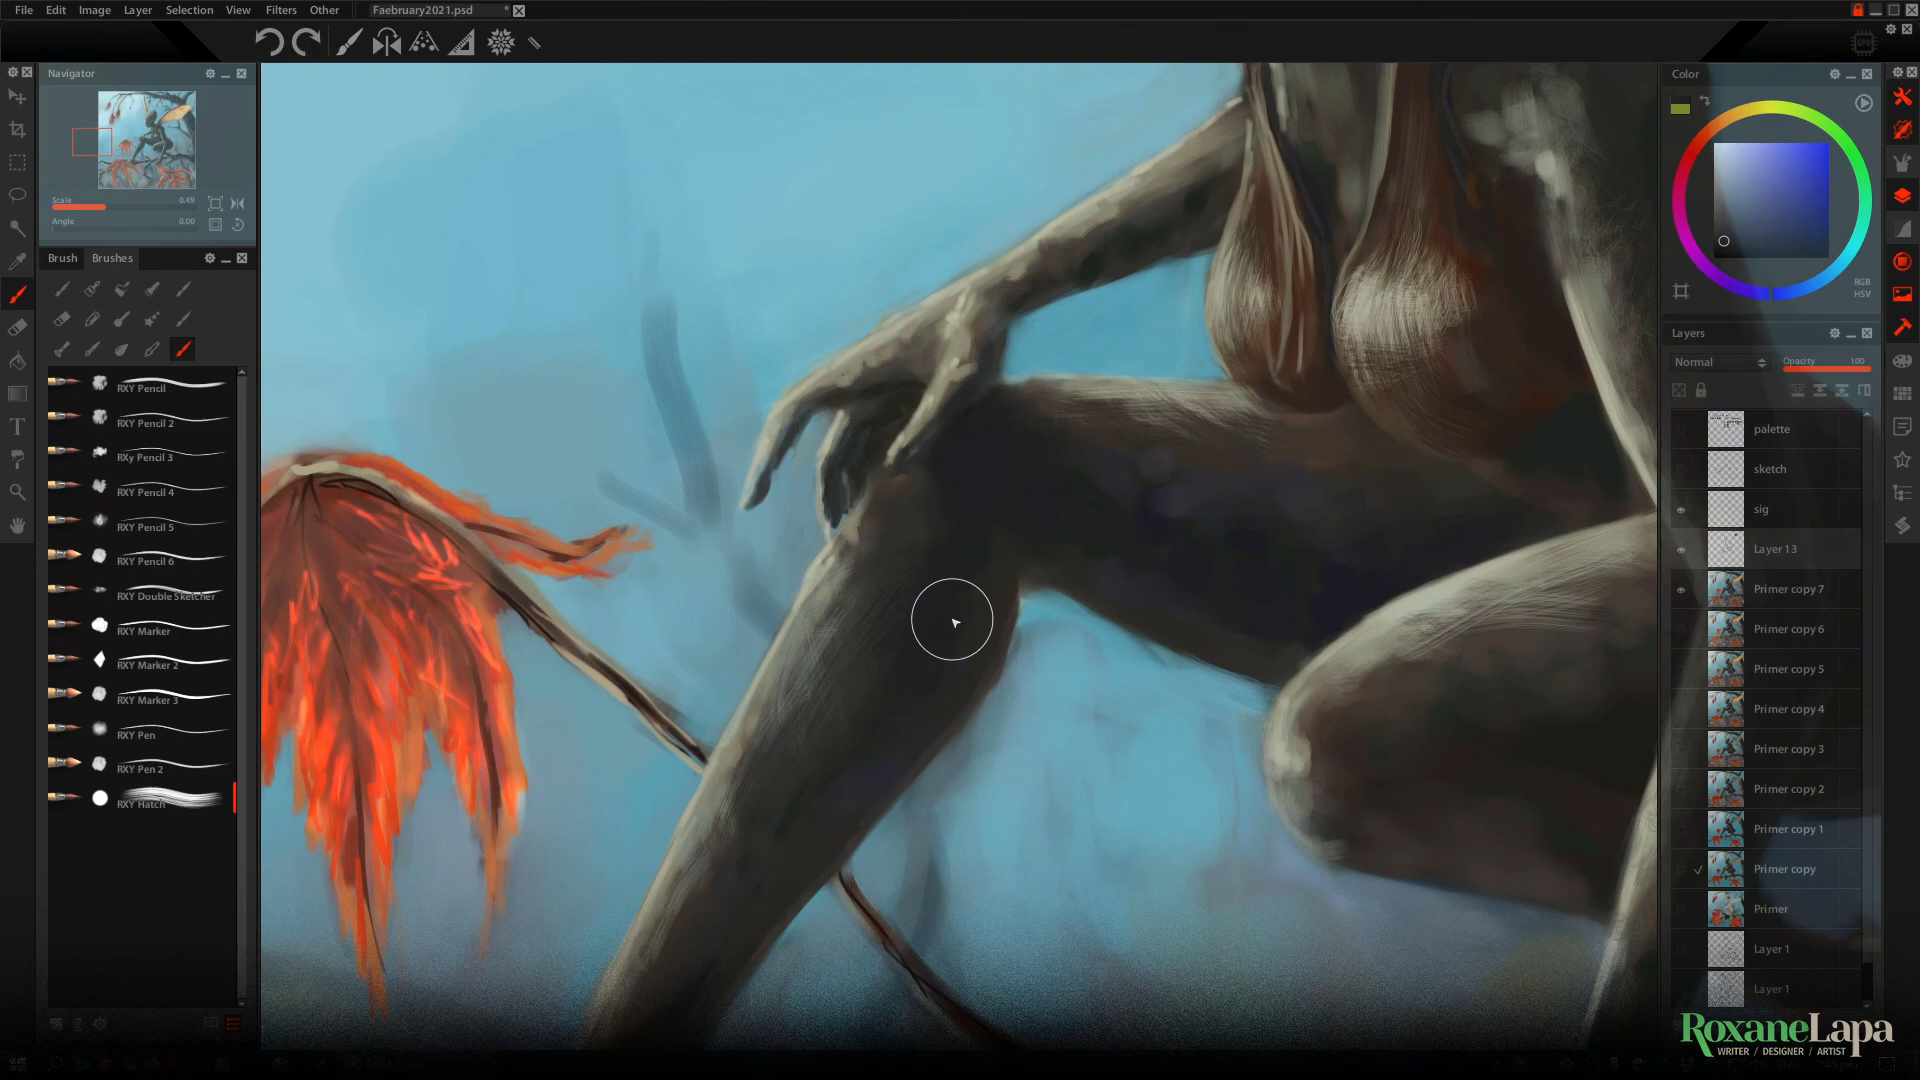 File Edit Image Layer Selection View Filters Other Faebruary2021.psd *
Navigator
Scale 0.49
Angle 0.00
Brush Brushes
RXY Pencil
RXY Pencil 2
RXy Pencil 3
RXY Pencil 4
RXY Pencil 5
RXY Pencil 6
RXY Double Sketcher
RXY Marker
RXY Marker 2
RXY Marker 3
RXY Pen
RXY Pen 2
RXY Hatch
T
Color
RGB
HSV
Layers
Normal Opacity 100
palette
sketch
sig
Layer 13
Primer copy 7
Primer copy 6
Primer copy 5
Primer copy 4
Primer copy 3
Primer copy 2
Primer copy 1
Primer copy
Primer
Layer 1
Layer 1
RoxaneLapa
WRITER / DESIGNER / ARTIST